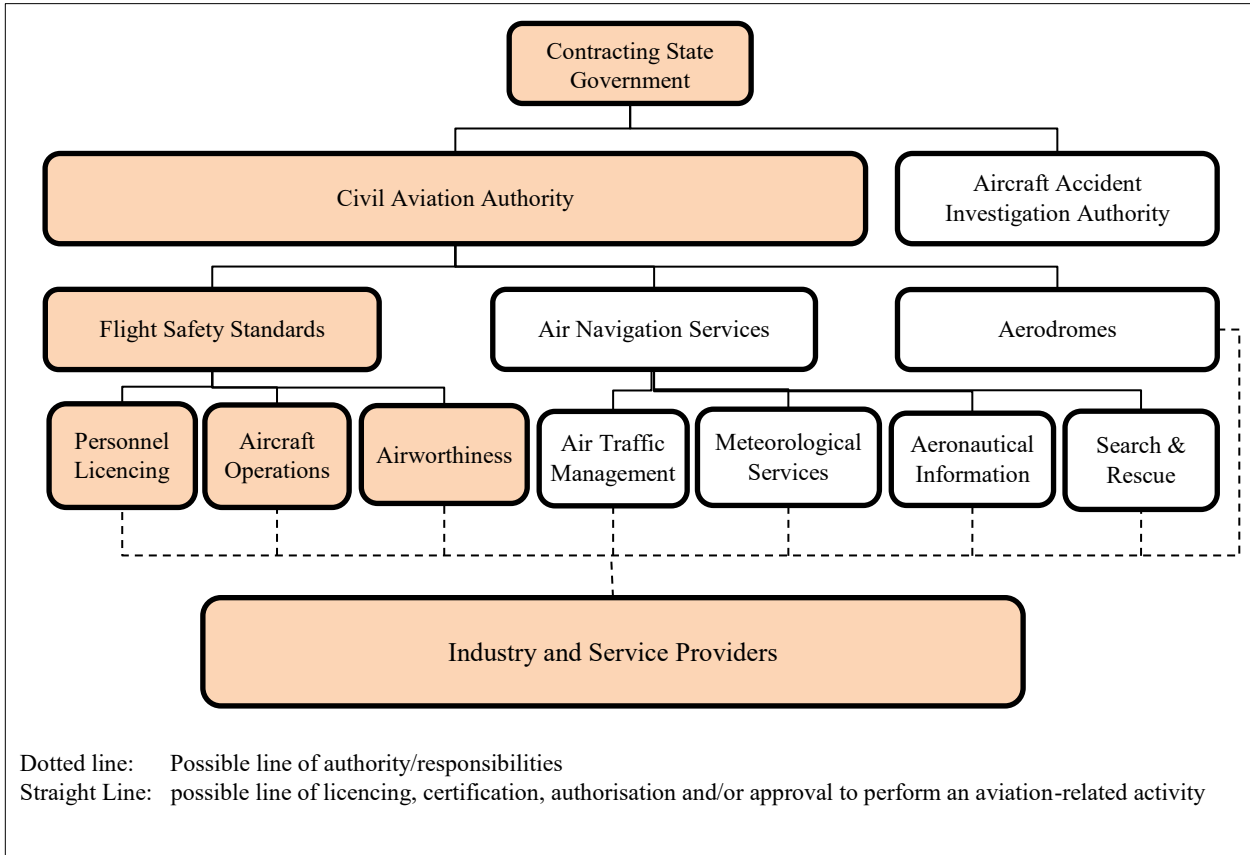 Contracting State
Government
Civil Aviation Authority
Aircraft Accident
Investigation Authority
Flight Safety Standards
Air Navigation Services
Aerodromes
Personnel
Licencing
Aircraft
Operations
Airworthiness
Air Traffic
Management
Meteorological
Services
Aeronautical
Information
Search &
Rescue
Industry and Service Providers
Dotted line: Possible line of authority/responsibilities
Straight Line: possible line of licencing, certification, authorisation and/or approval to perform an aviation-related activity